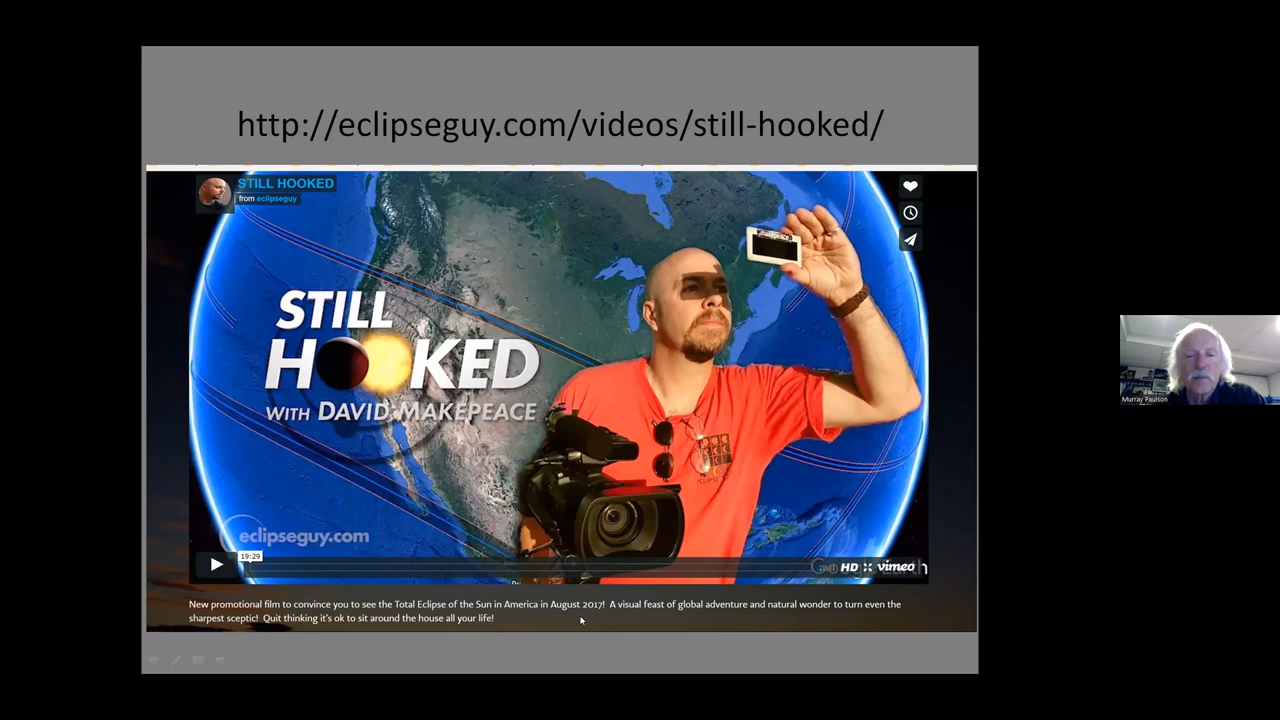 http://eclipseguy.com/videos/still-hooked/
STILL HOOKED
from eclipseguy
STILL
HOOKED
WITH DAVID MAKEPEACE
eclipseguy.com
19:29
HD vimeo
New promotional film to convince you to see the Total Eclipse of the Sun in America in August 2017! A visual feast of global adventure and natural wonder to turn even the
sharpest sceptic! Quit thinking it's ok to sit around the house all your life!
Murray Paulson